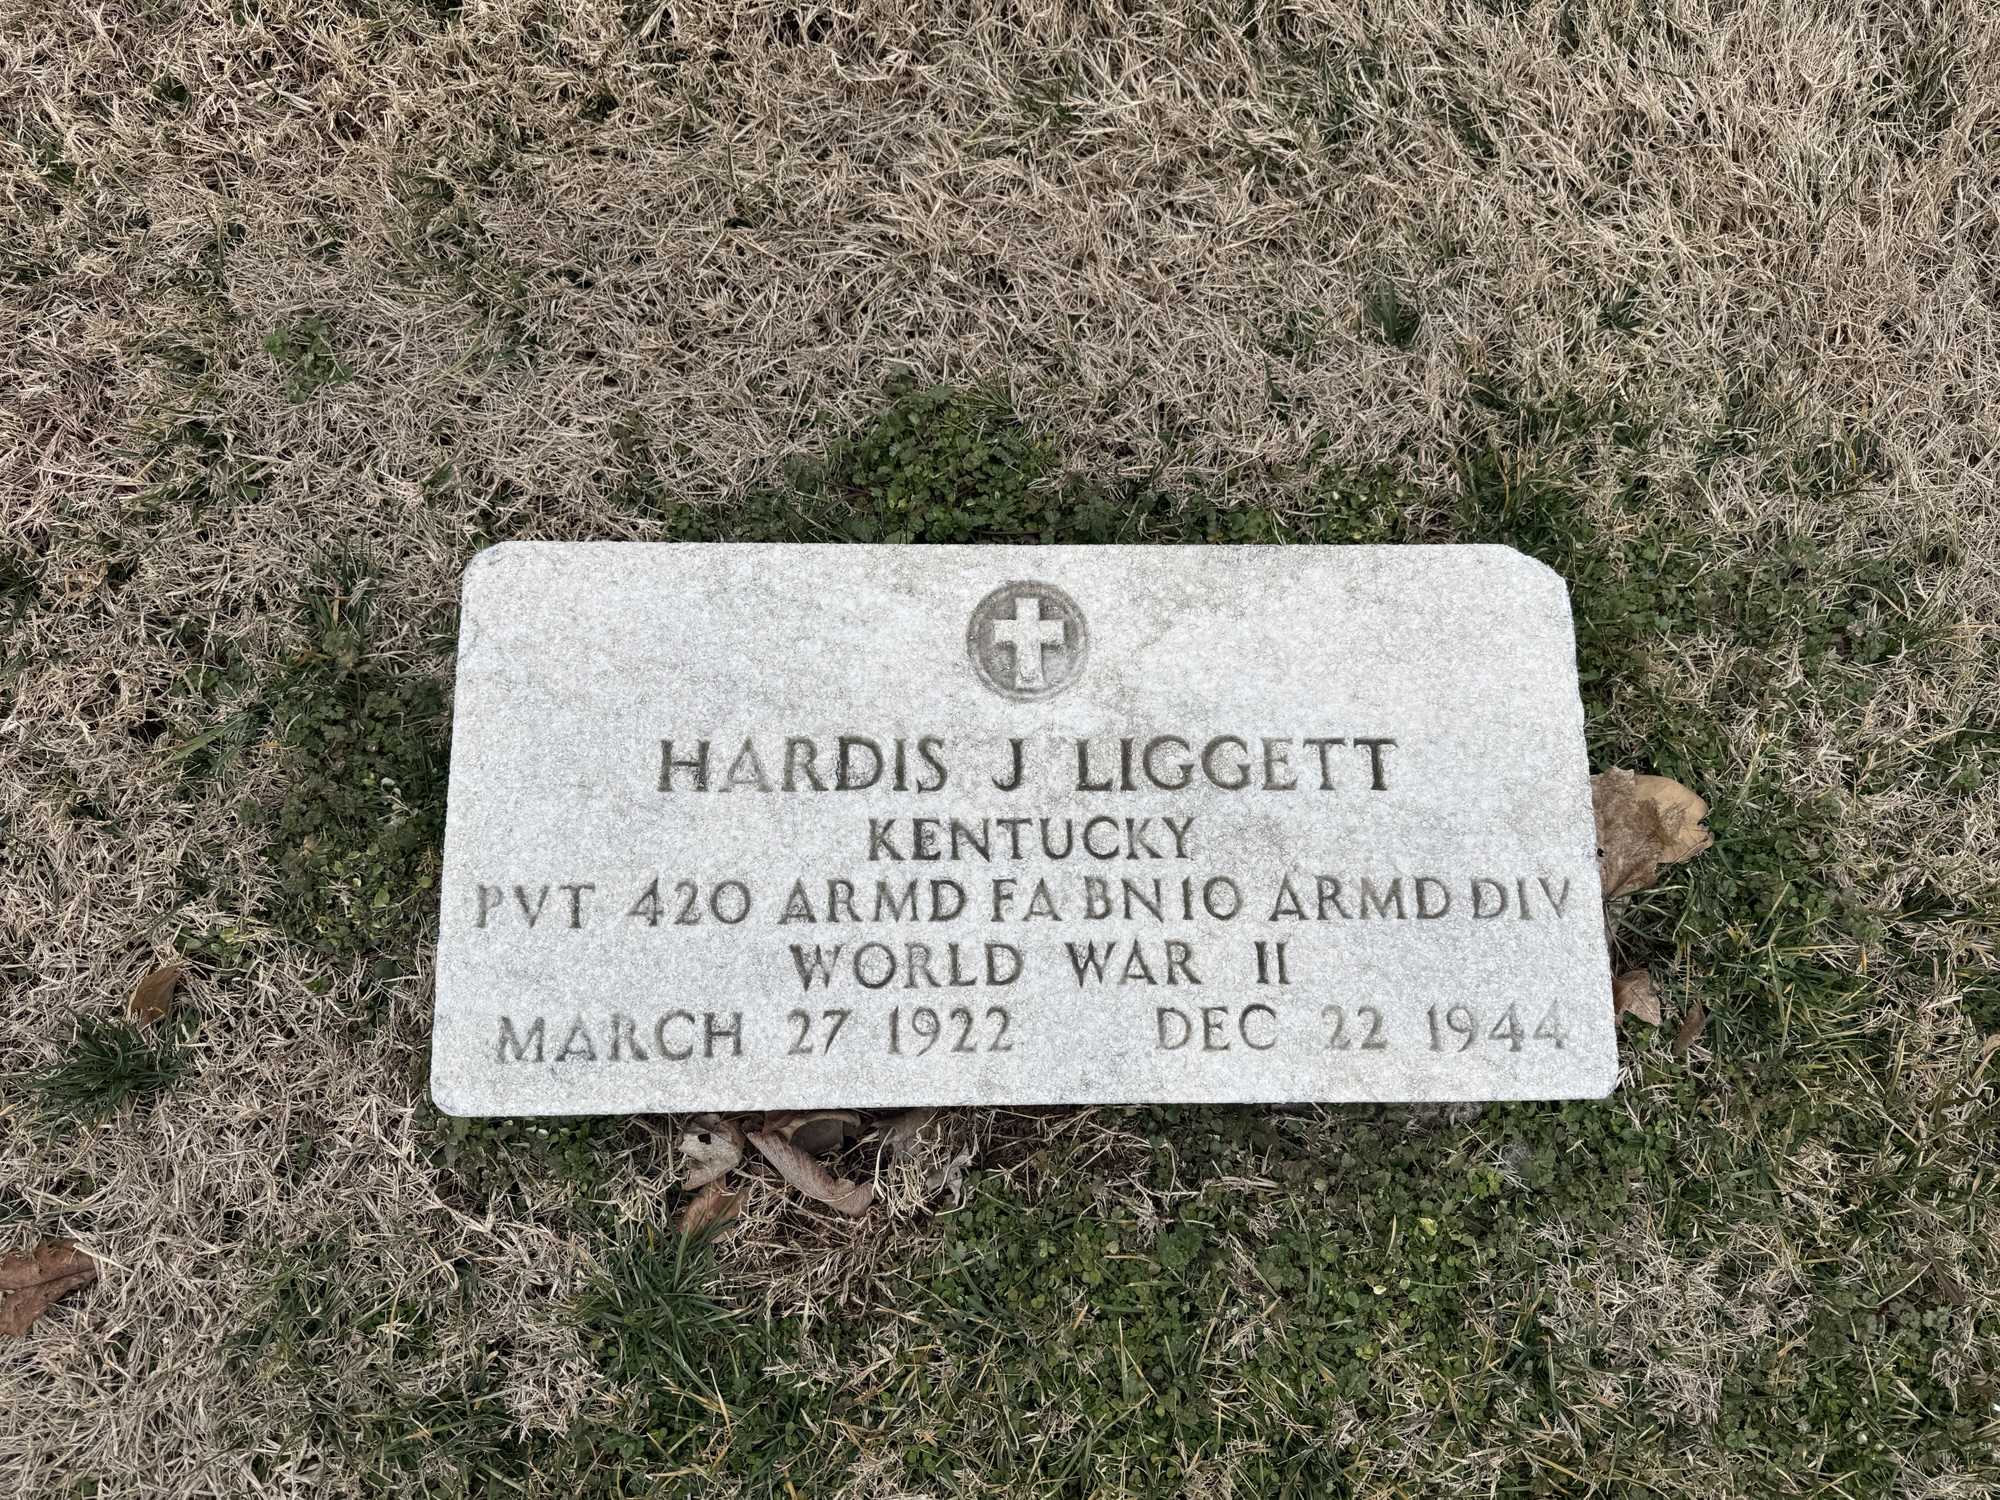 HARDIS J LIGGETT
KENTUCKY
PVT 420 ARMD FA BN 10 ARMD DIV
WORLD WAR II
MARCH 27 1922 DEC 22 1944